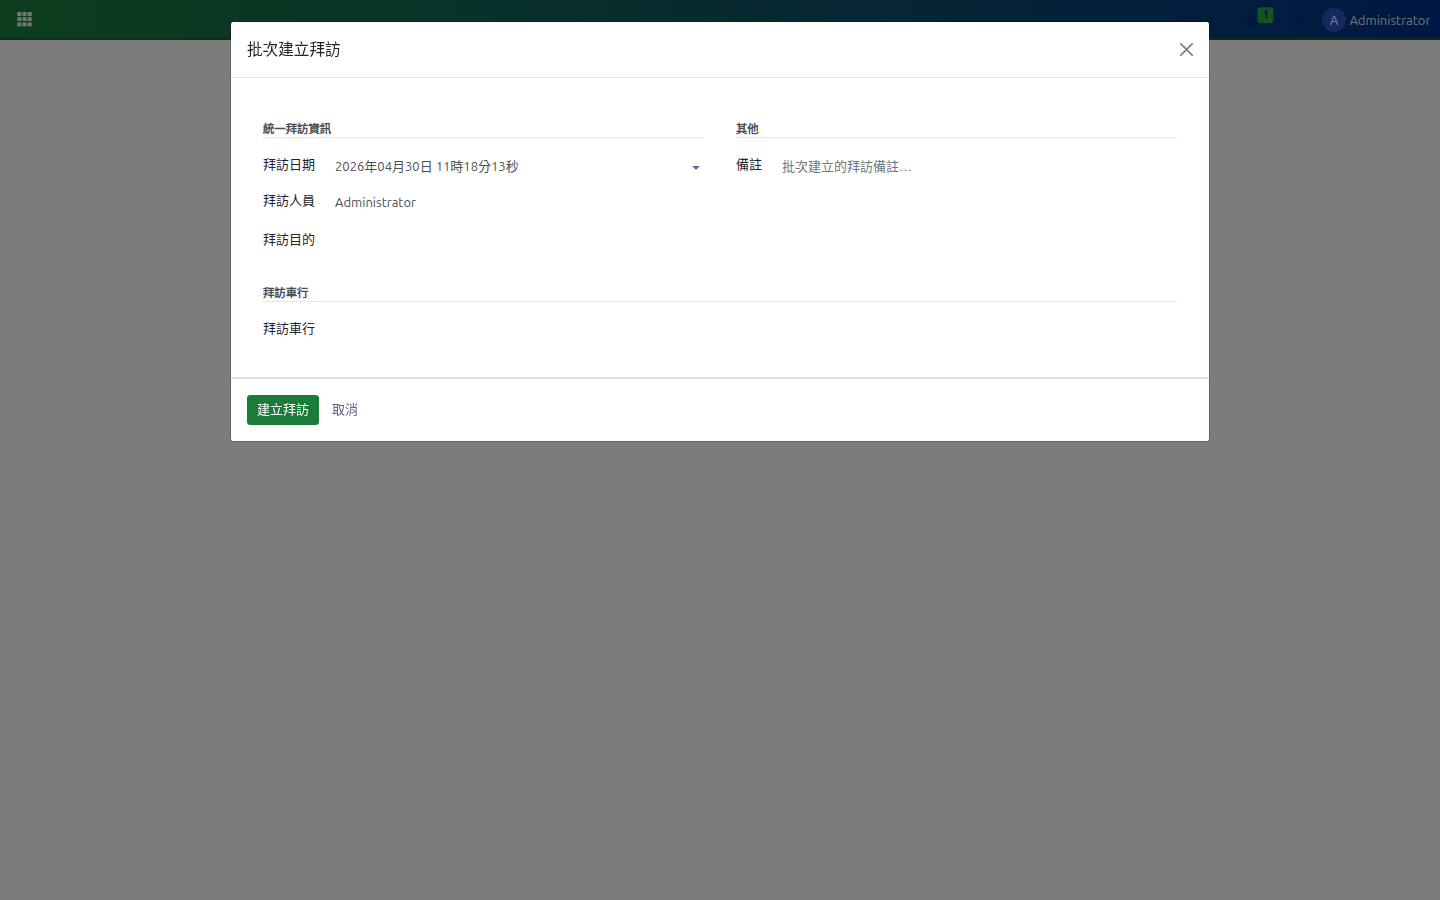 1
A Administrator
批次建立拜訪
統一拜訪資訊
拜訪日期 2026年04月30日 11時18分13秒
拜訪人員 Administrator
拜訪目的
其他
備註 批次建立的拜訪備註...
拜訪車行
拜訪車行
建立拜訪 取消